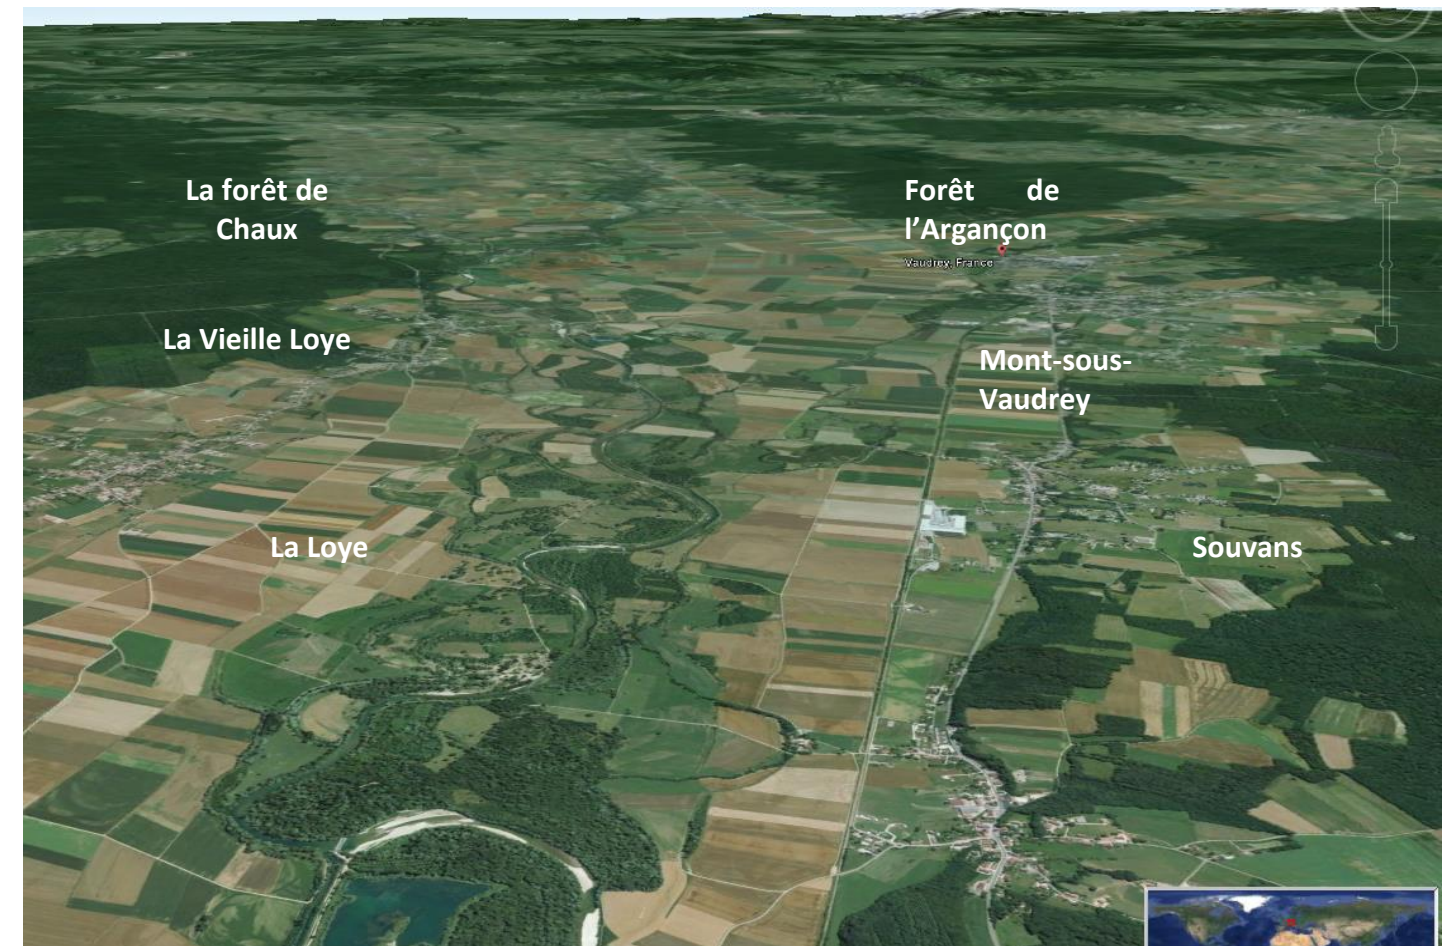 La forêt de
Chaux
Forêt de
l'Argançon
Vaudrey, France
La Vieille Loye
Mont-sous-
Vaudrey
La Loye
Souvans